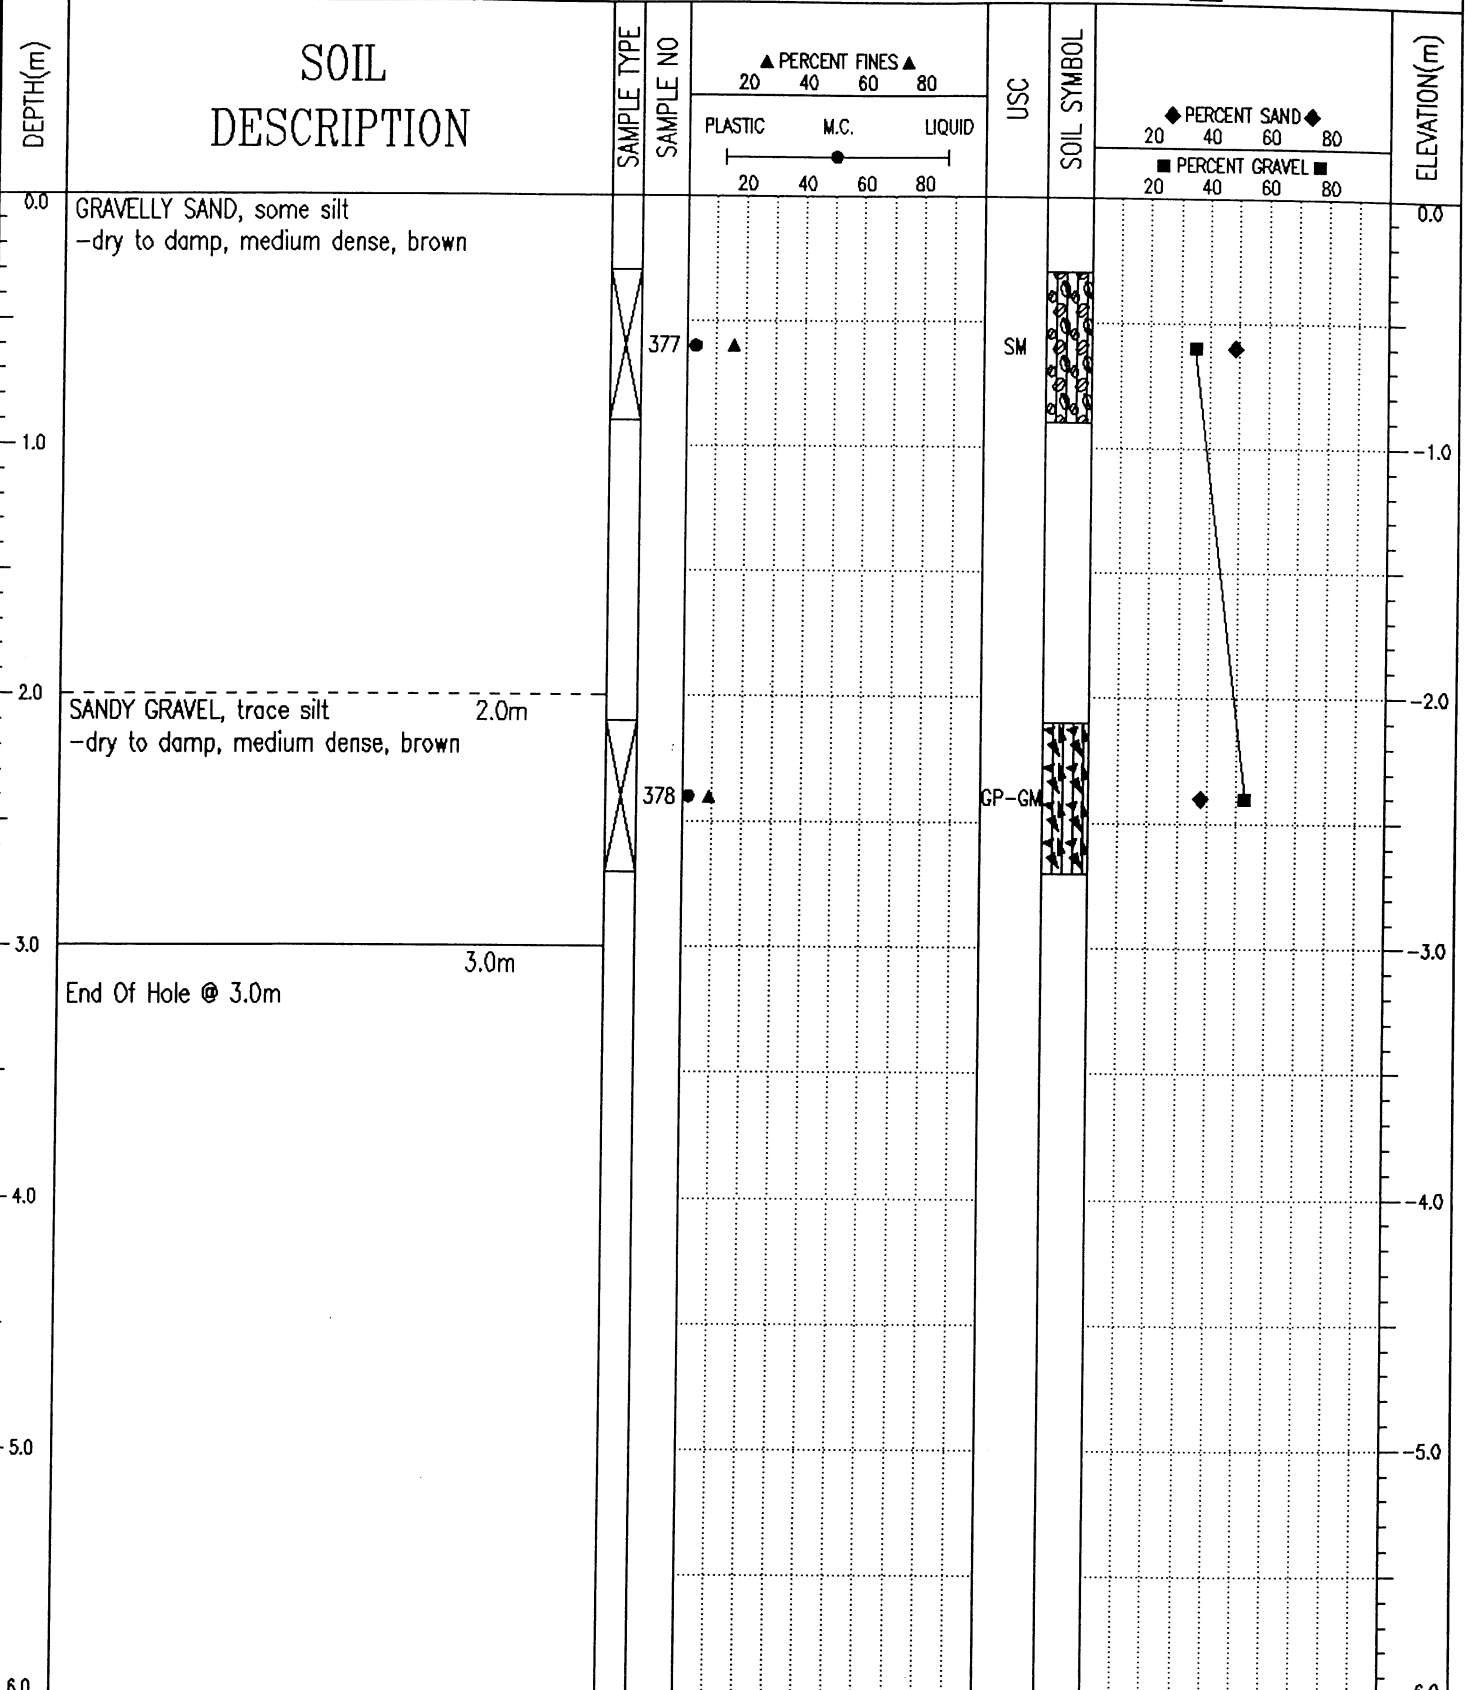 DEPTH(m)
SOIL
DESCRIPTION
SAMPLE TYPE
SAMPLE NO
▲ PERCENT FINES ▲
20 40 60 80
PLASTIC M.C. LIQUID
20 40 60 80
USC
SOIL SYMBOL
◆ PERCENT SAND ◆
20 40 60 80
■ PERCENT GRAVEL ■
20 40 60 80
ELEVATION(m)
0.0
GRAVELLY SAND, some silt
-dry to damp, medium dense, brown
0.0
377
SM
1.0
-1.0
2.0
SANDY GRAVEL, trace silt 2.0m
-dry to damp, medium dense, brown
-2.0
378
GP-GM
3.0
3.0m
-3.0
End Of Hole @ 3.0m
4.0
-4.0
5.0
-5.0
6.0
-6.0